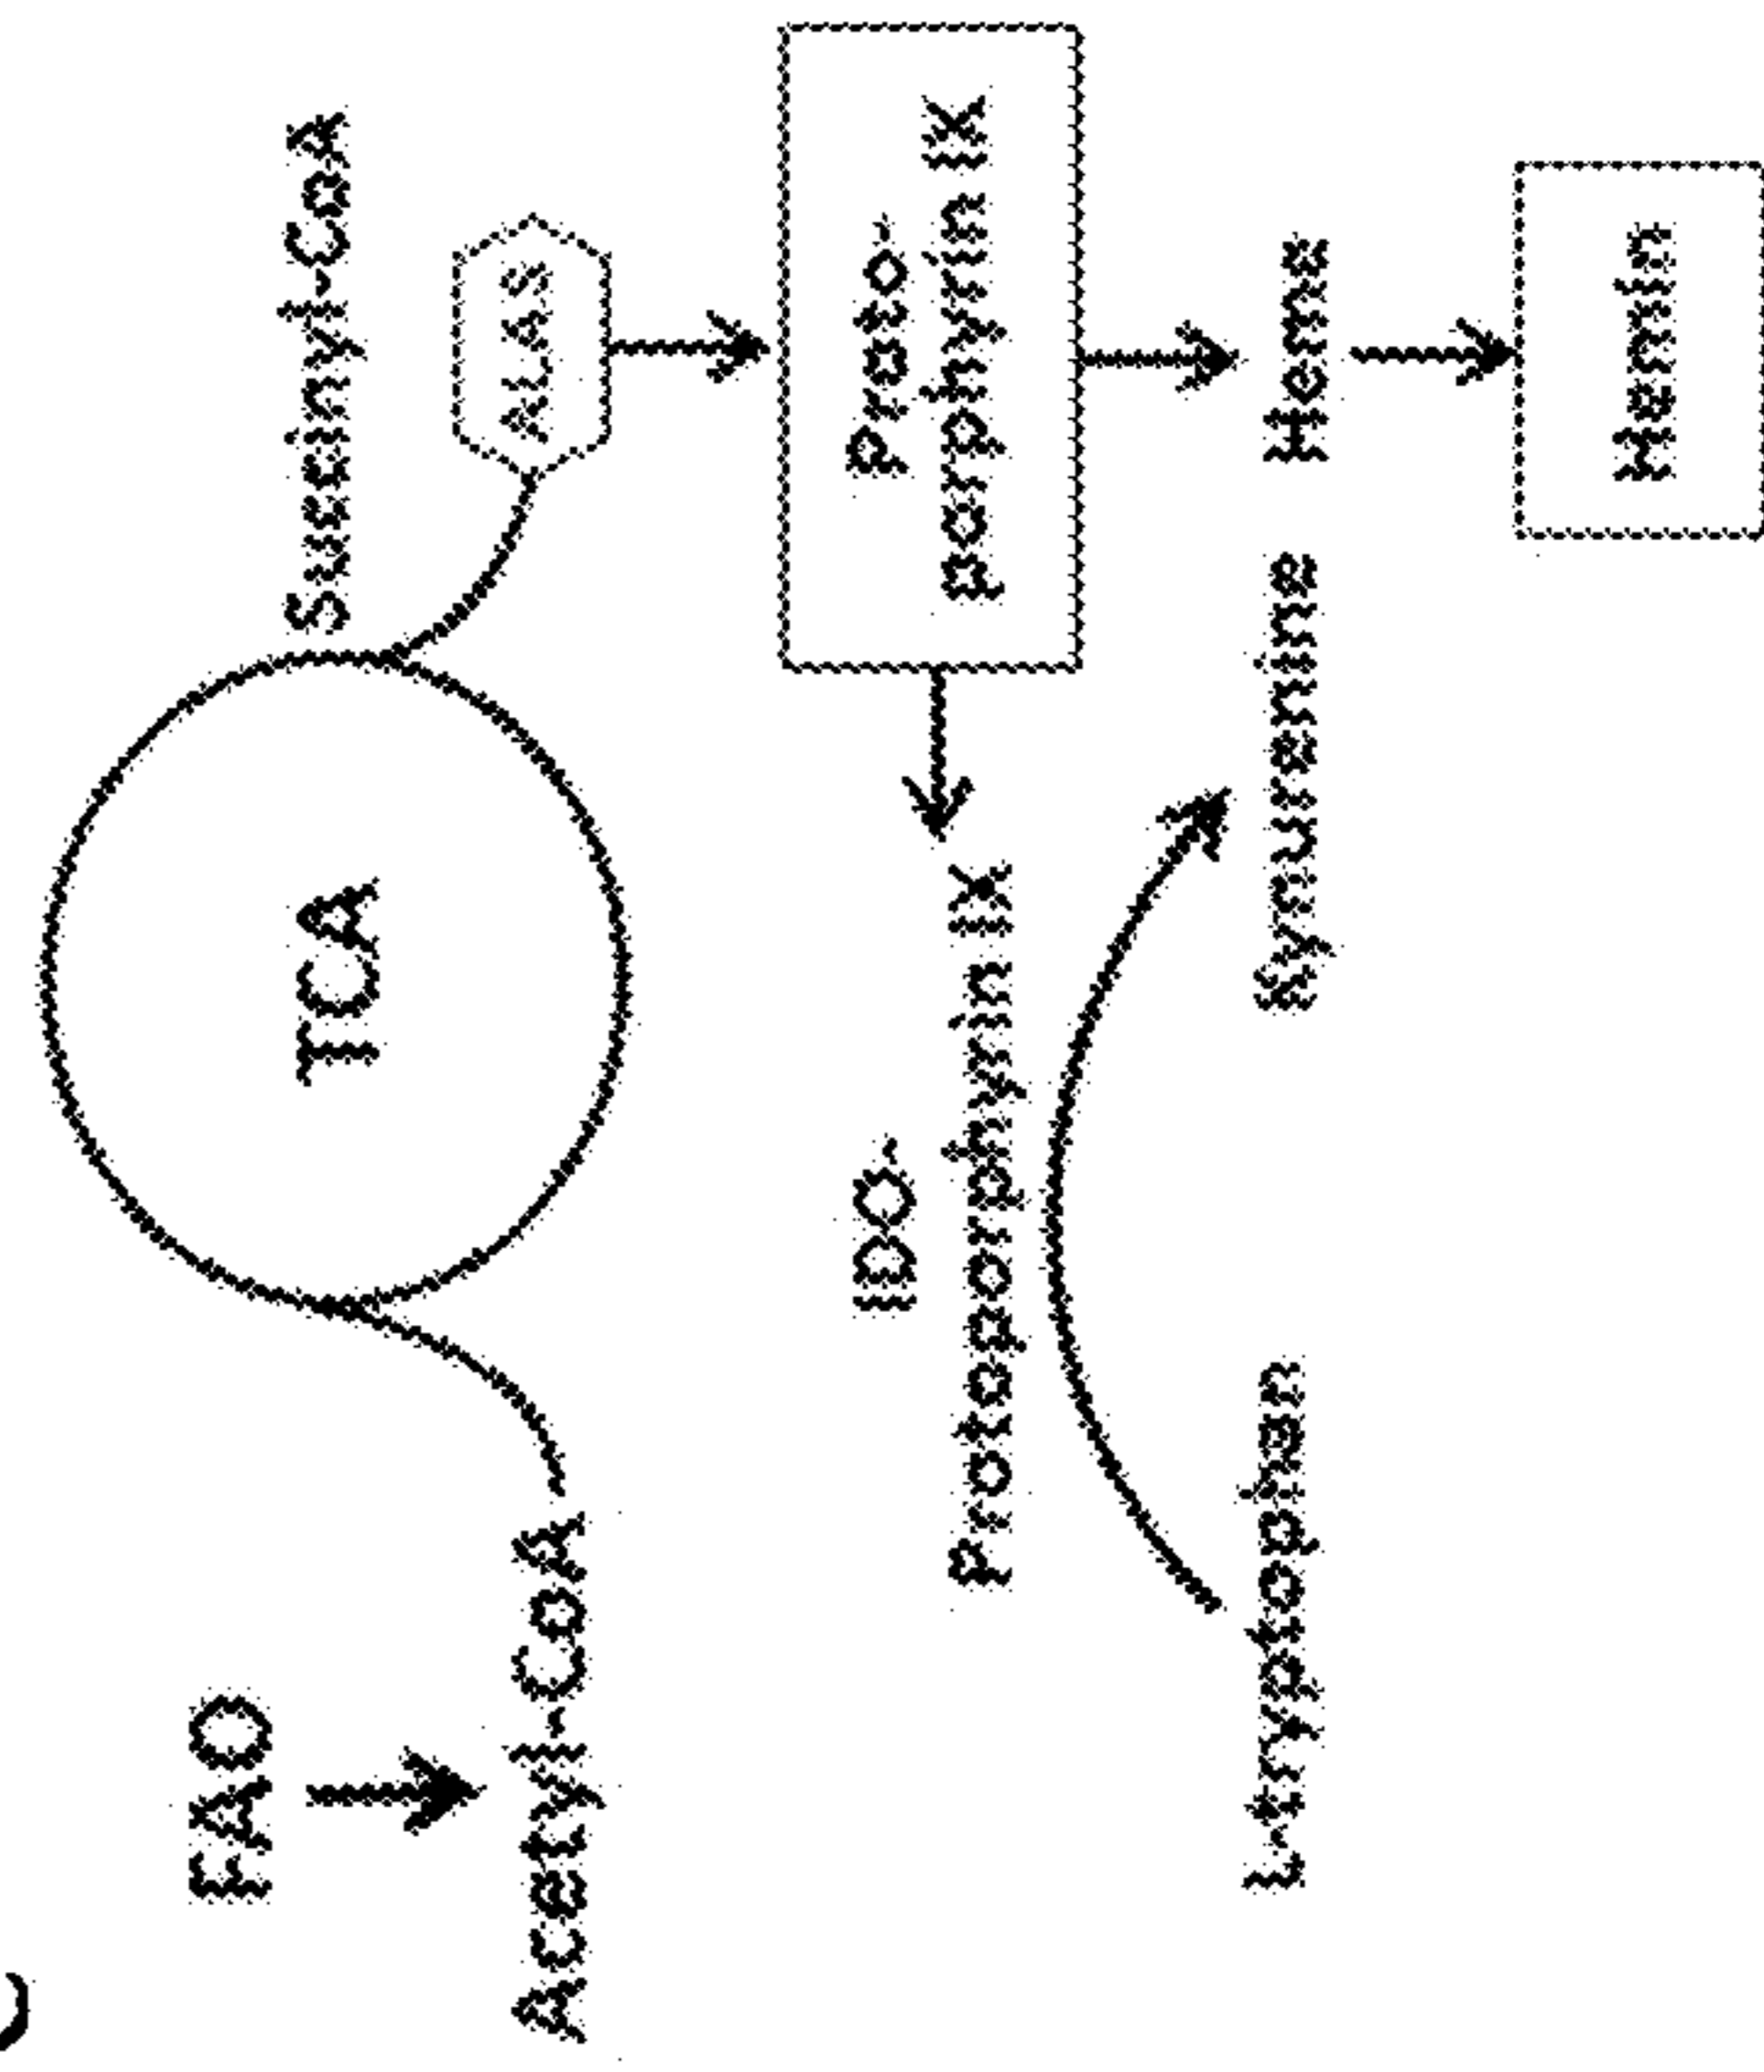 FAO
Acetyl-CoA
TCA
Succinyl-CoA
ALAS
Proto-
porphyrin IX
IDO-
Protoporphyrin IX
L-tryptophan
Kynurenine
Heme
Hemin